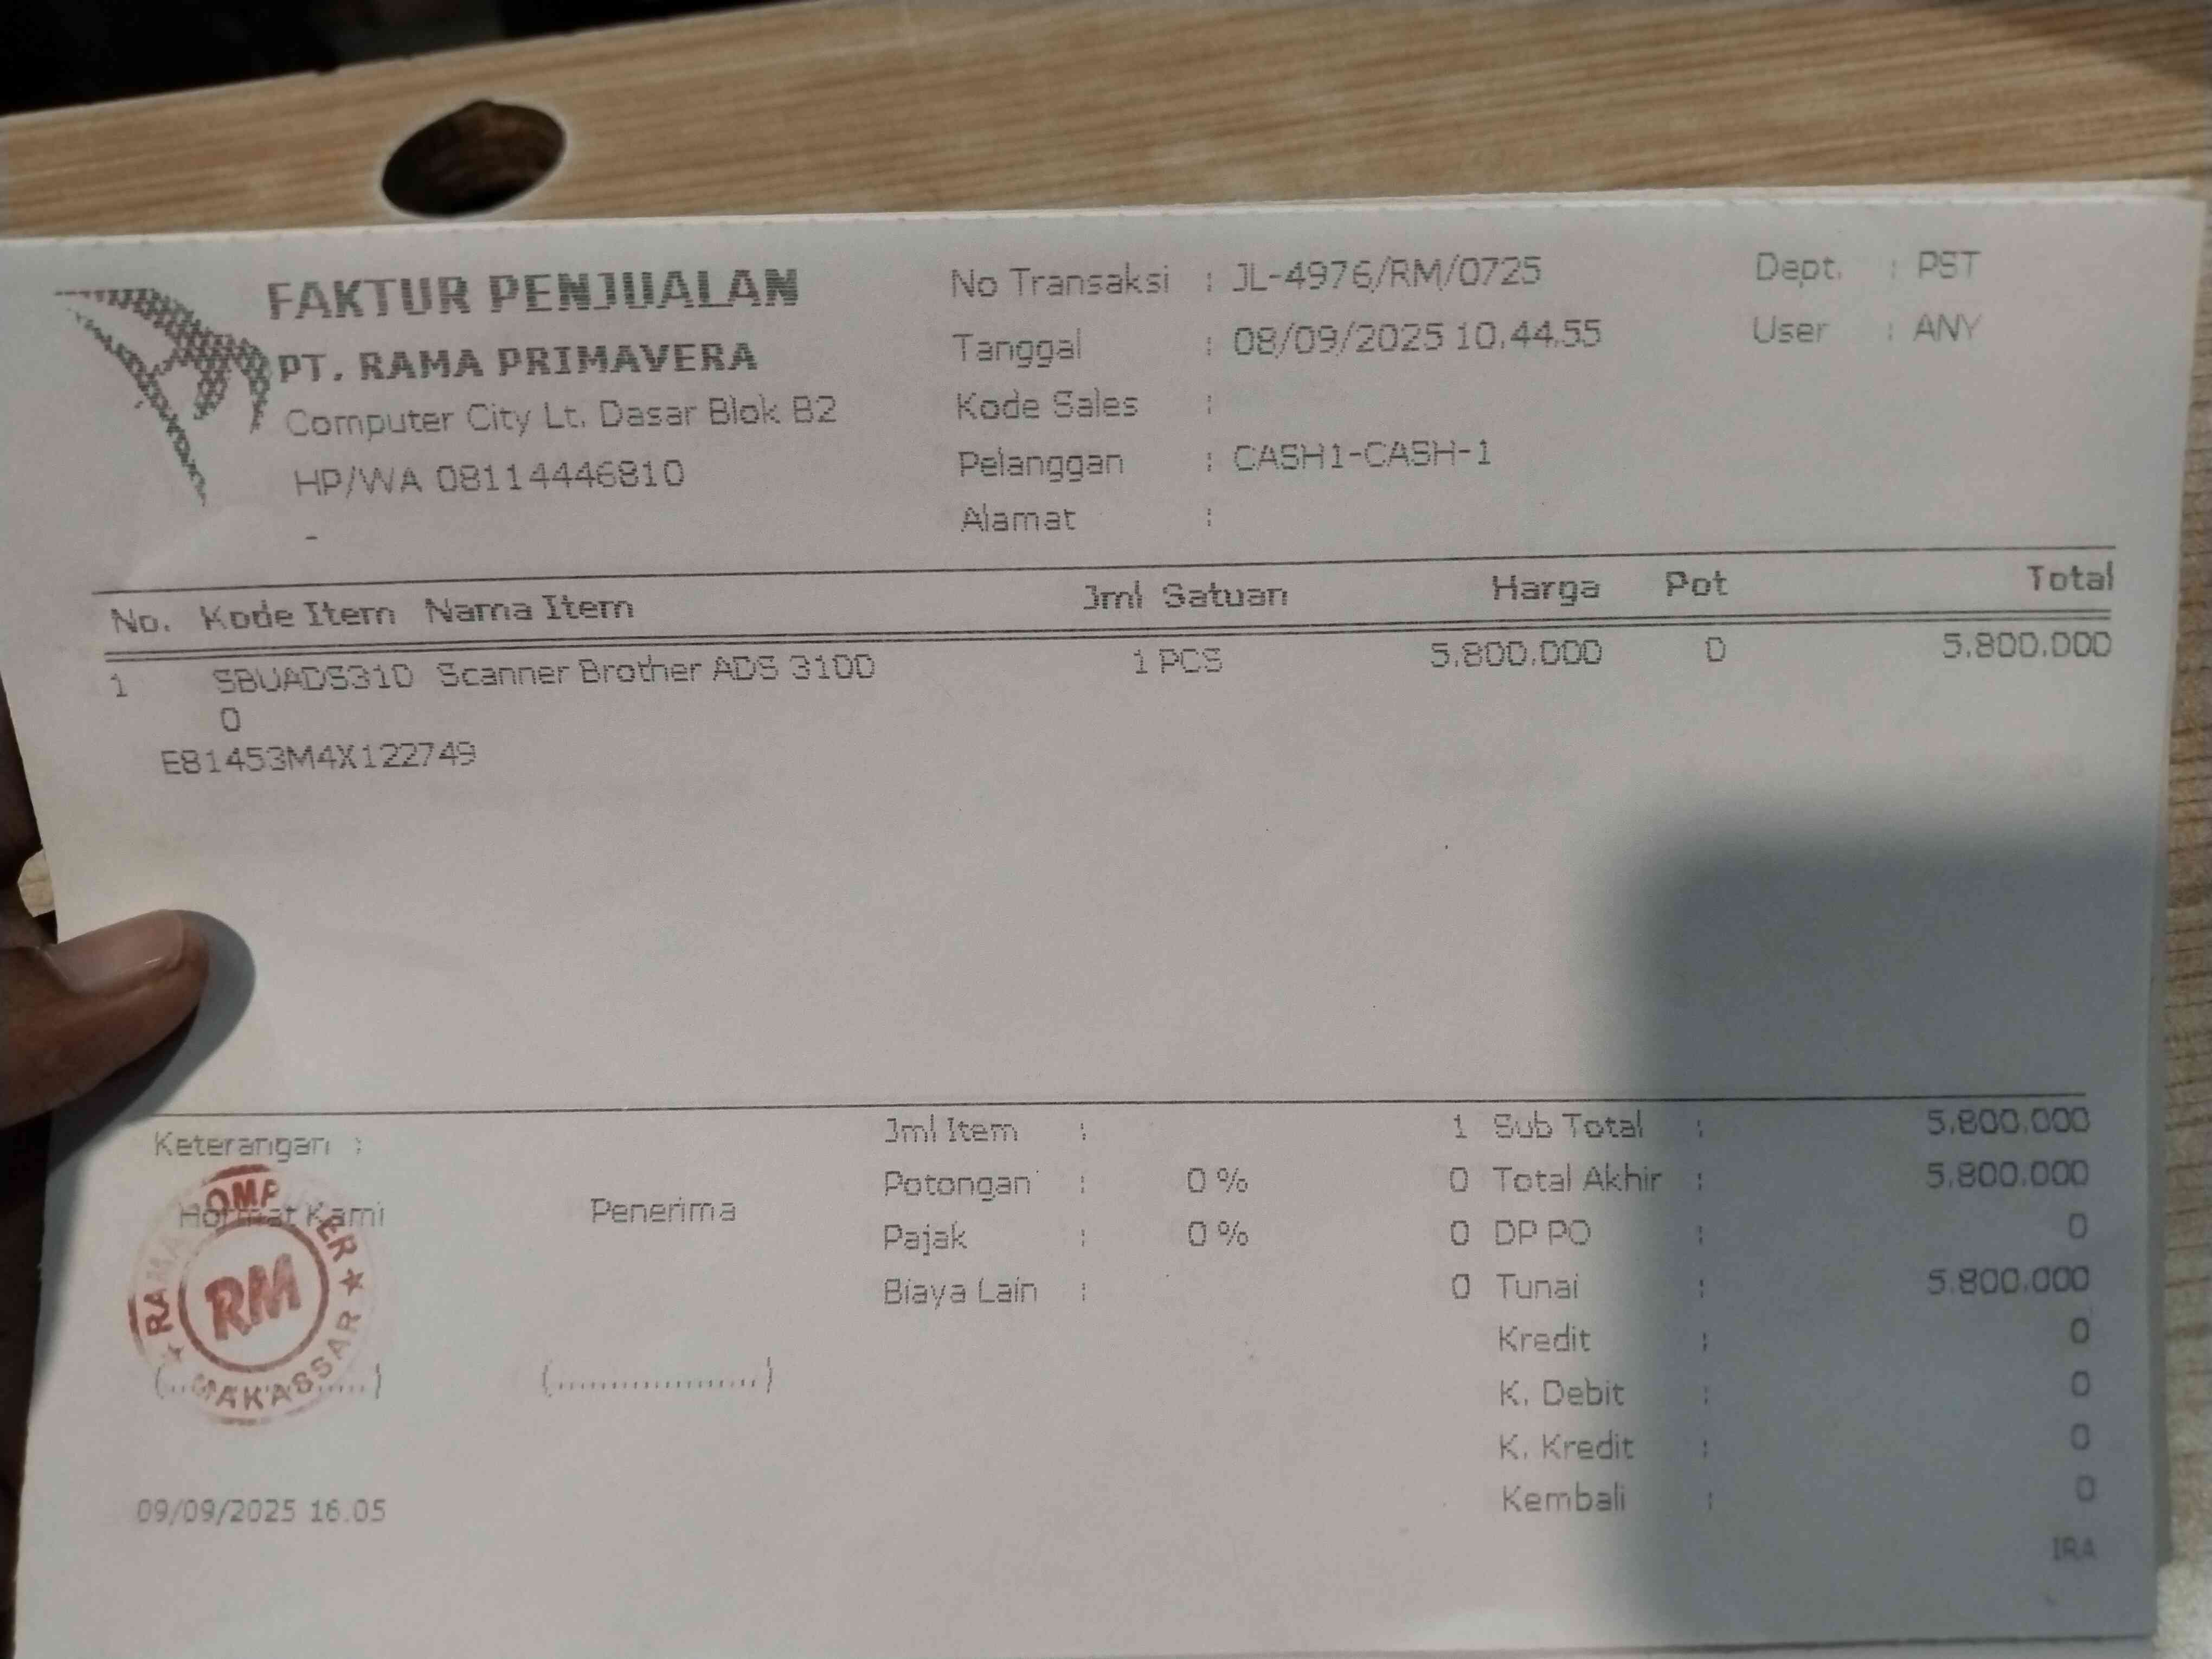 FAKTUR PENJUALAN
PT. RAMA PRIMAVERA
Computer City Lt. Dasar Blok B2
HP/WA 08114446810
-
No Transaksi : JL-4976/RM/0725
Tanggal : 08/09/2025 10.44.55
Kode Sales :
Pelanggan : CASH1-CASH-1
Alamat :
Dept. : PST
User : ANY
No. Kode Item Nama Item Jml Satuan Harga Pot Total
1 SBUADS310 Scanner Brother ADS 3100 1 PCS 5.800.000 0 5.800.000
0
E81453M4X122749
Keterangan :
Hormat Kami Penerima
RAMA KOMPUTER
RM
MAKASSAR
(....................) (....................)
09/09/2025 16.05
Jml Item : 1
Potongan : 0 % 0
Pajak : 0 % 0
Biaya Lain : 0
Sub Total : 5.800.000
Total Akhir : 5.800.000
DP PO : 0
Tunai : 5.800.000
Kredit : 0
K. Debit : 0
K. Kredit : 0
Kembali : 0
IRA